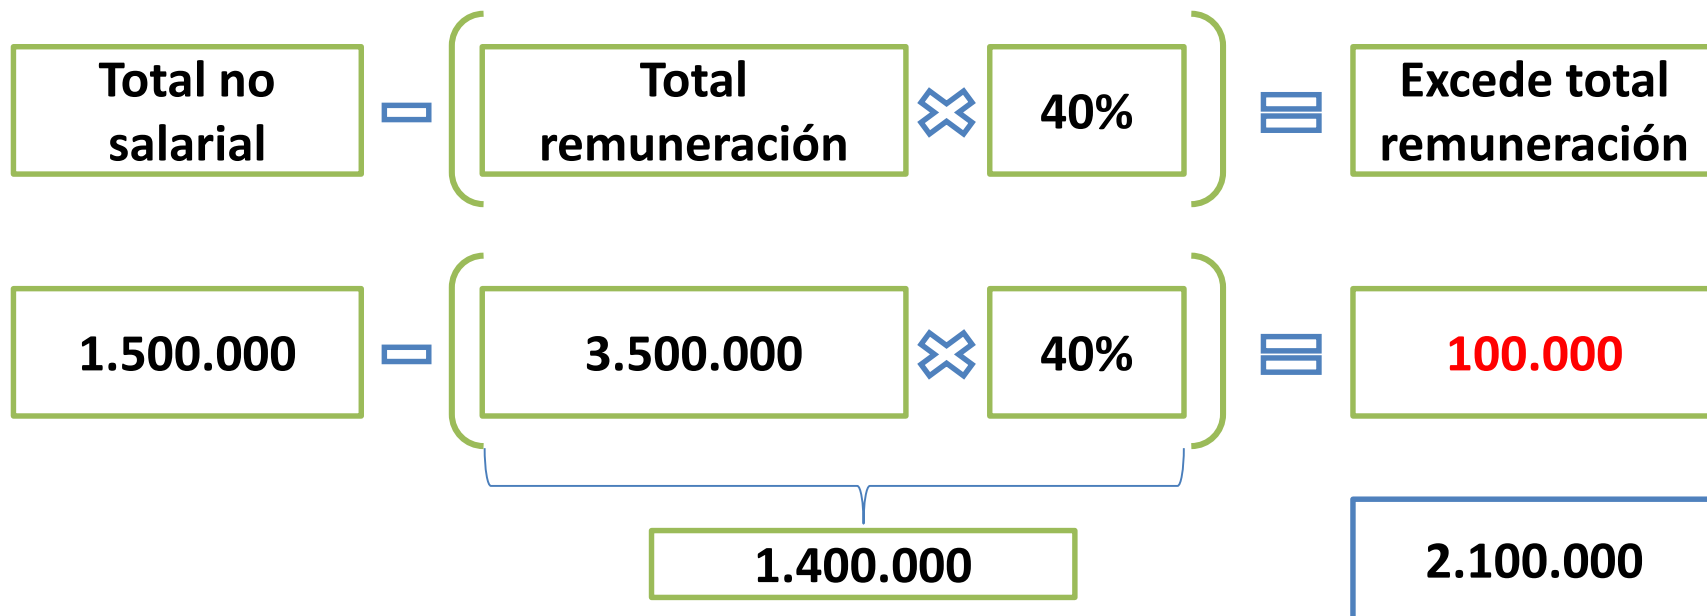 Total no
salarial
Total
remuneración
40%
Excede total
remuneración
1.500.000
3.500.000
40%
100.000
1.400.000
2.100.000